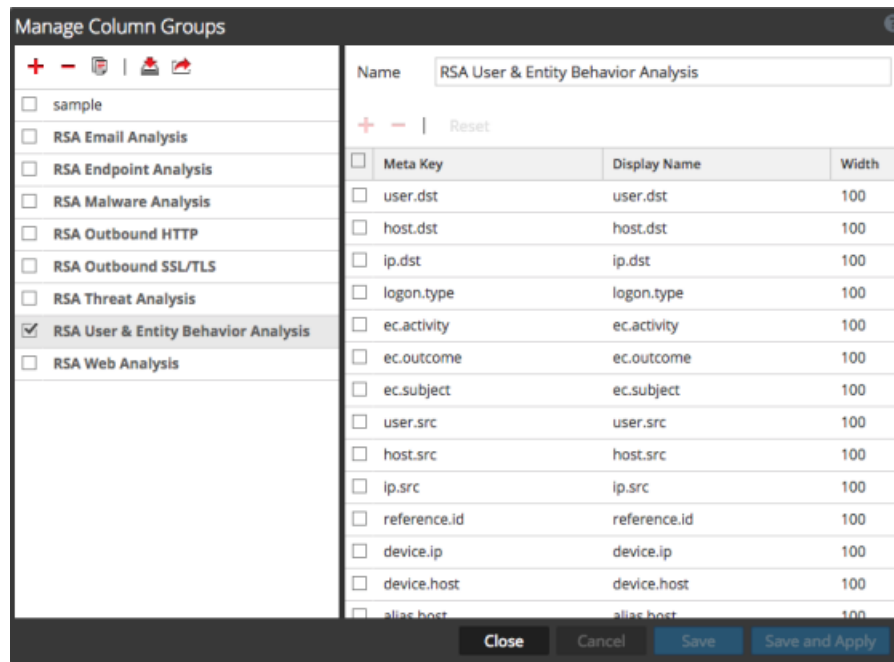 Manage Column Groups
sample
RSA Email Analysis
RSA Endpoint Analysis
RSA Malware Analysis
RSA Outbound HTTP
RSA Outbound SSL/TLS
RSA Threat Analysis
RSA User & Entity Behavior Analysis
RSA Web Analysis
Name RSA User & Entity Behavior Analysis
Reset
Meta Key Display Name Width
user.dst user.dst 100
host.dst host.dst 100
ip.dst ip.dst 100
logon.type logon.type 100
ec.activity ec.activity 100
ec.outcome ec.outcome 100
ec.subject ec.subject 100
user.src user.src 100
host.src host.src 100
ip.src ip.src 100
reference.id reference.id 100
device.ip device.ip 100
device.host device.host 100
alias.host alias.host 100
Close Cancel Save Save and Apply